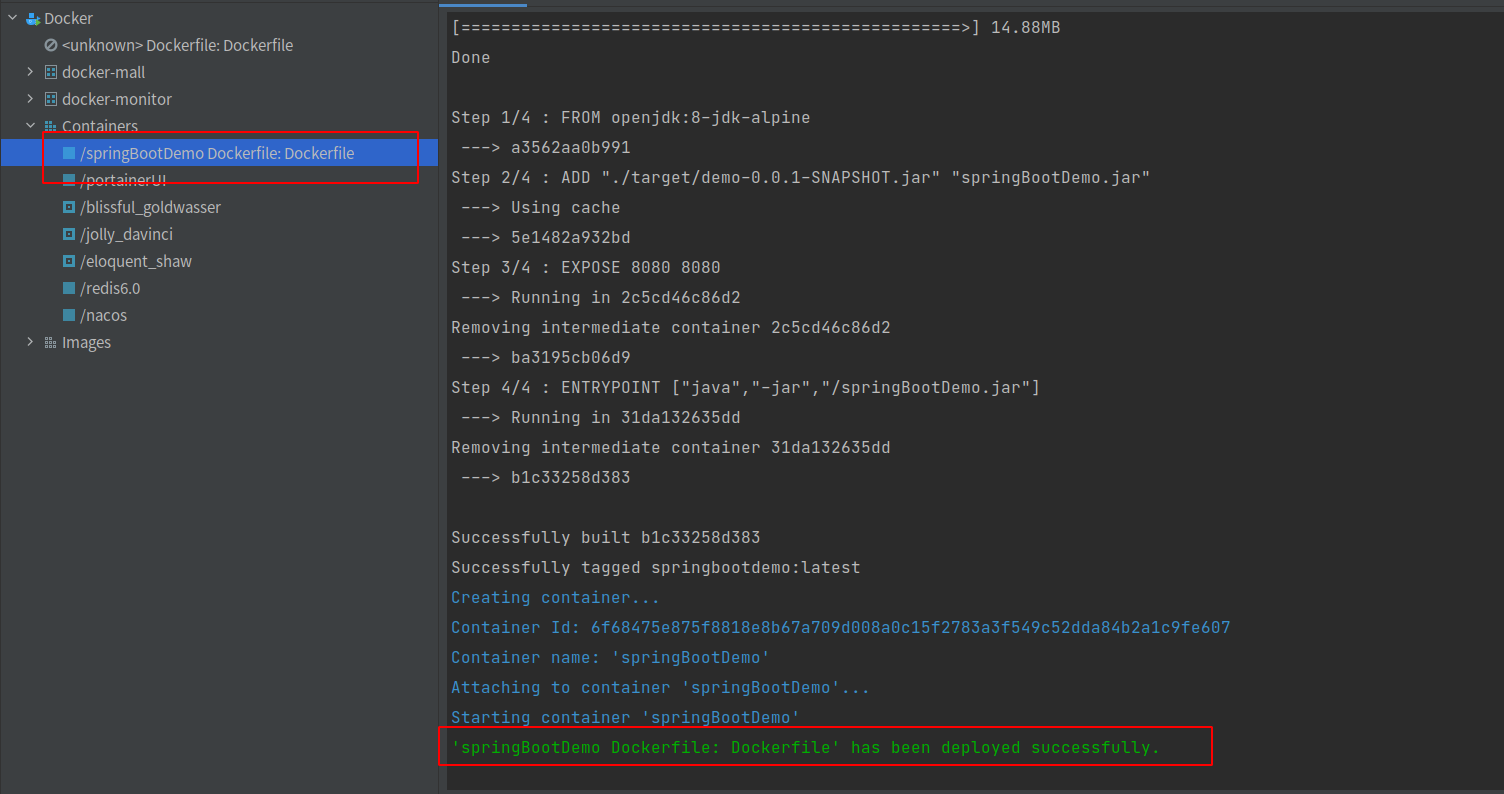 Docker
<unknown> Dockerfile: Dockerfile
docker-mall
docker-monitor
Containers
/springBootDemo Dockerfile: Dockerfile
/portainerUI
/blissful_goldwasser
/jolly_davinci
/eloquent_shaw
/redis6.0
/nacos
Images
[==================================================>] 14.88MB
Done
Step 1/4 : FROM openjdk:8-jdk-alpine
---> a3562aa0b991
Step 2/4 : ADD "./target/demo-0.0.1-SNAPSHOT.jar" "springBootDemo.jar"
---> Using cache
---> 5e1482a932bd
Step 3/4 : EXPOSE 8080 8080
---> Running in 2c5cd46c86d2
Removing intermediate container 2c5cd46c86d2
---> ba3195cb06d9
Step 4/4 : ENTRYPOINT ["java","-jar","/springBootDemo.jar"]
---> Running in 31da132635dd
Removing intermediate container 31da132635dd
---> b1c33258d383
Successfully built b1c33258d383
Successfully tagged springbootdemo:latest
Creating container...
Container Id: 6f68475e875f8818e8b67a709d008a0c15f2783a3f549c52dda84b2a1c9fe607
Container name: 'springBootDemo'
Attaching to container 'springBootDemo'...
Starting container 'springBootDemo'
'springBootDemo Dockerfile: Dockerfile' has been deployed successfully.